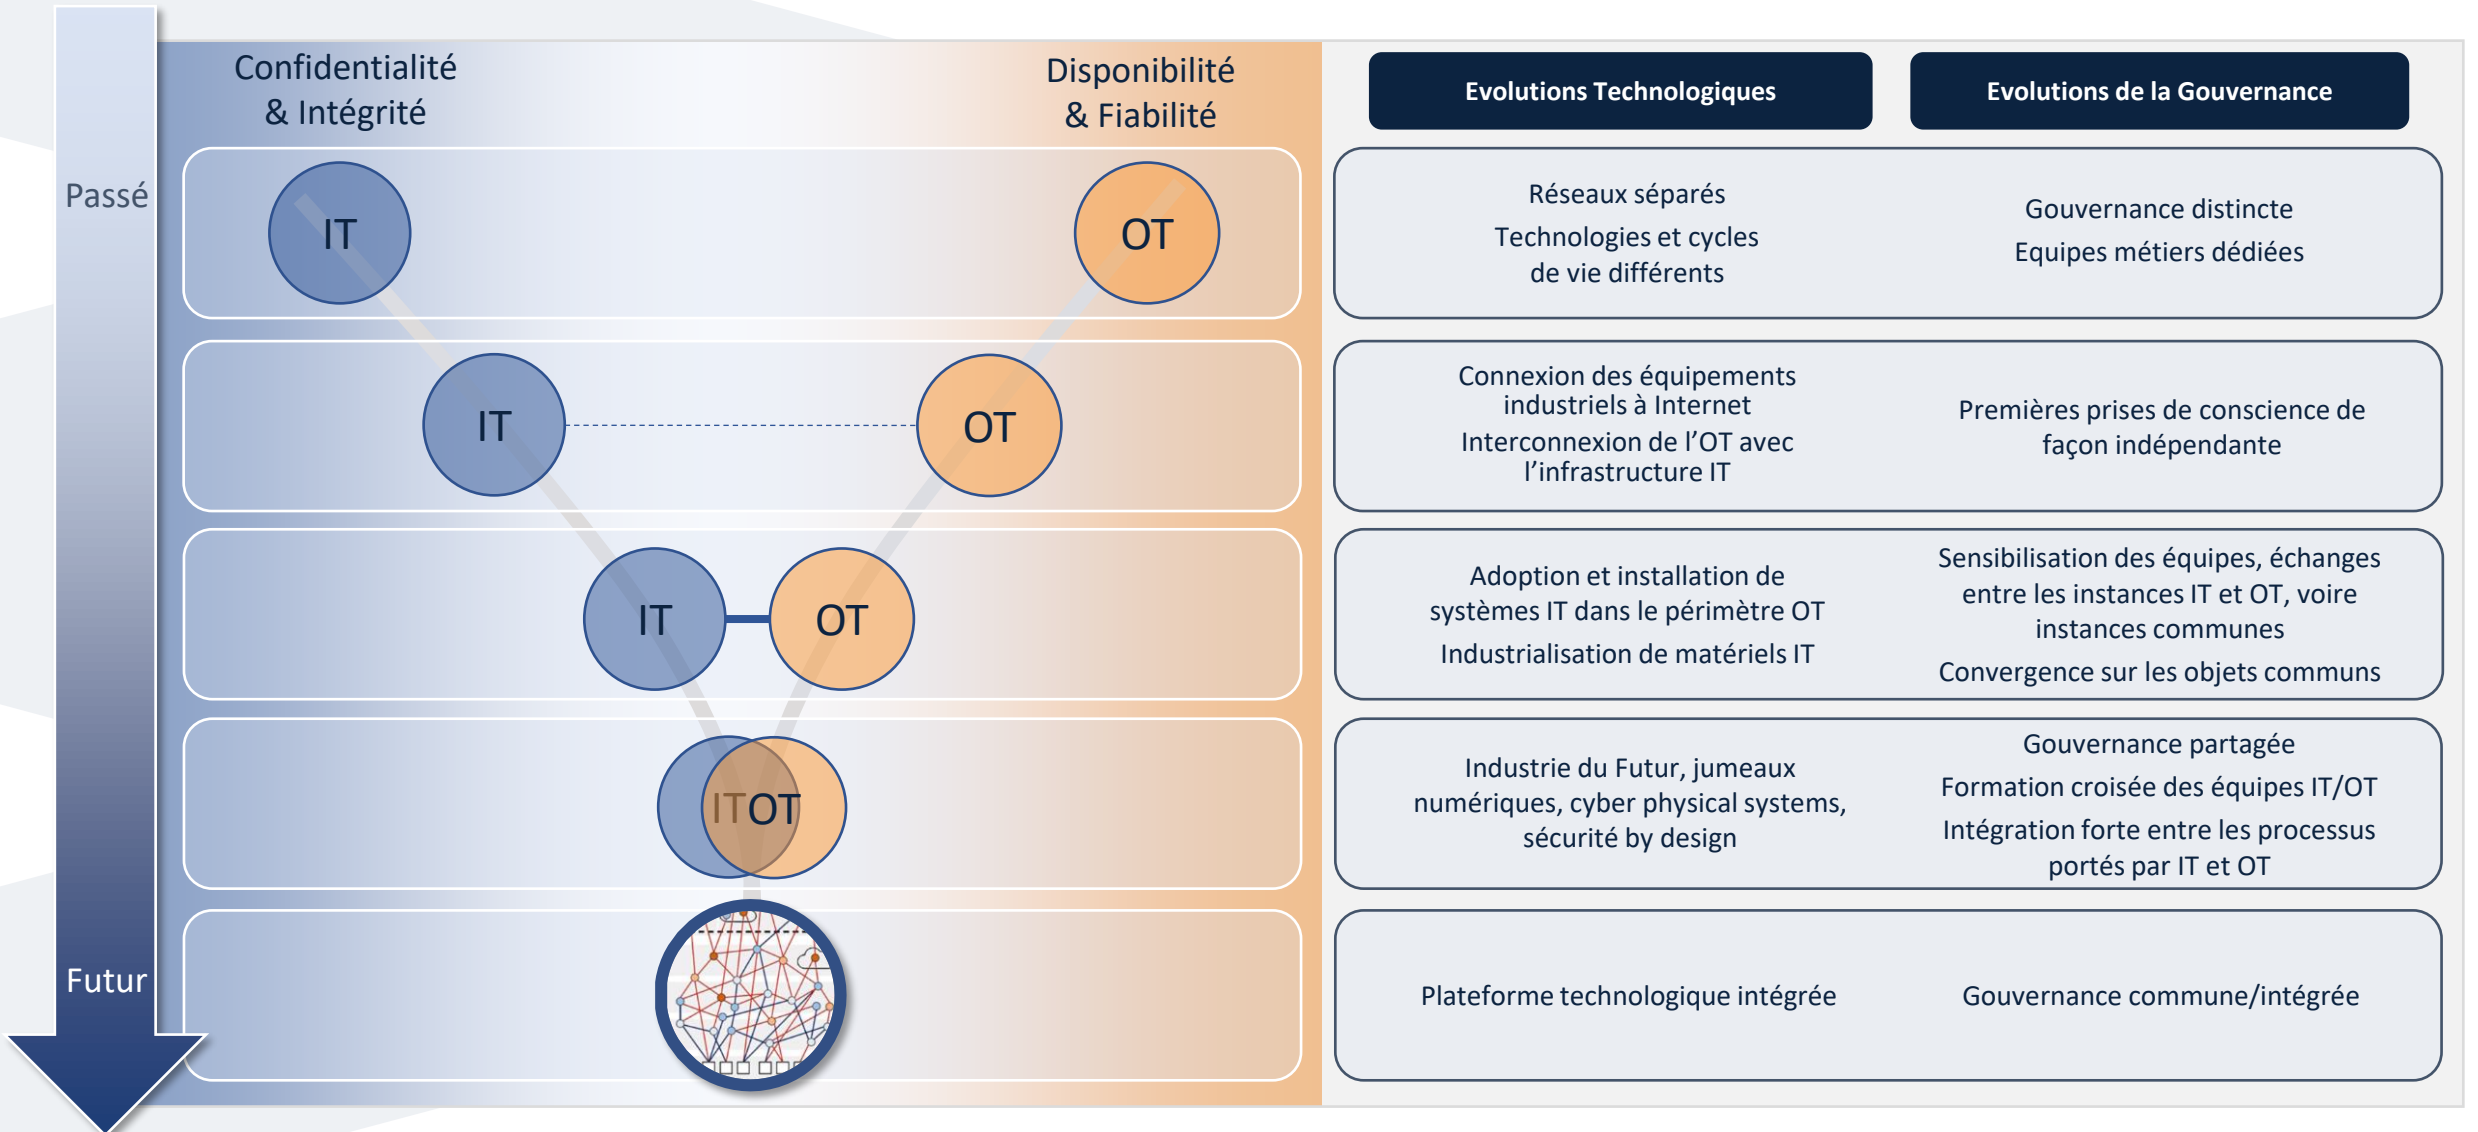 Confidentialité
& Intégrité
Disponibilité
& Fiabilité
Evolutions Technologiques
Evolutions de la Gouvernance
Passé
IT
OT
Réseaux séparés
Technologies et cycles
de vie différents
Gouvernance distincte
Equipes métiers dédiées
IT
OT
Connexion des équipements
industriels à Internet
Interconnexion de l’OT avec
l’infrastructure IT
Premières prises de conscience de
façon indépendante
IT
OT
Adoption et installation de
systèmes IT dans le périmètre OT
Industrialisation de matériels IT
Sensibilisation des équipes, échanges
entre les instances IT et OT, voire
instances communes
Convergence sur les objets communs
IT
OT
Industrie du Futur, jumeaux
numériques, cyber physical systems,
sécurité by design
Gouvernance partagée
Formation croisée des équipes IT/OT
Intégration forte entre les processus
portés par IT et OT
Futur
Plateforme technologique intégrée
Gouvernance commune/intégrée